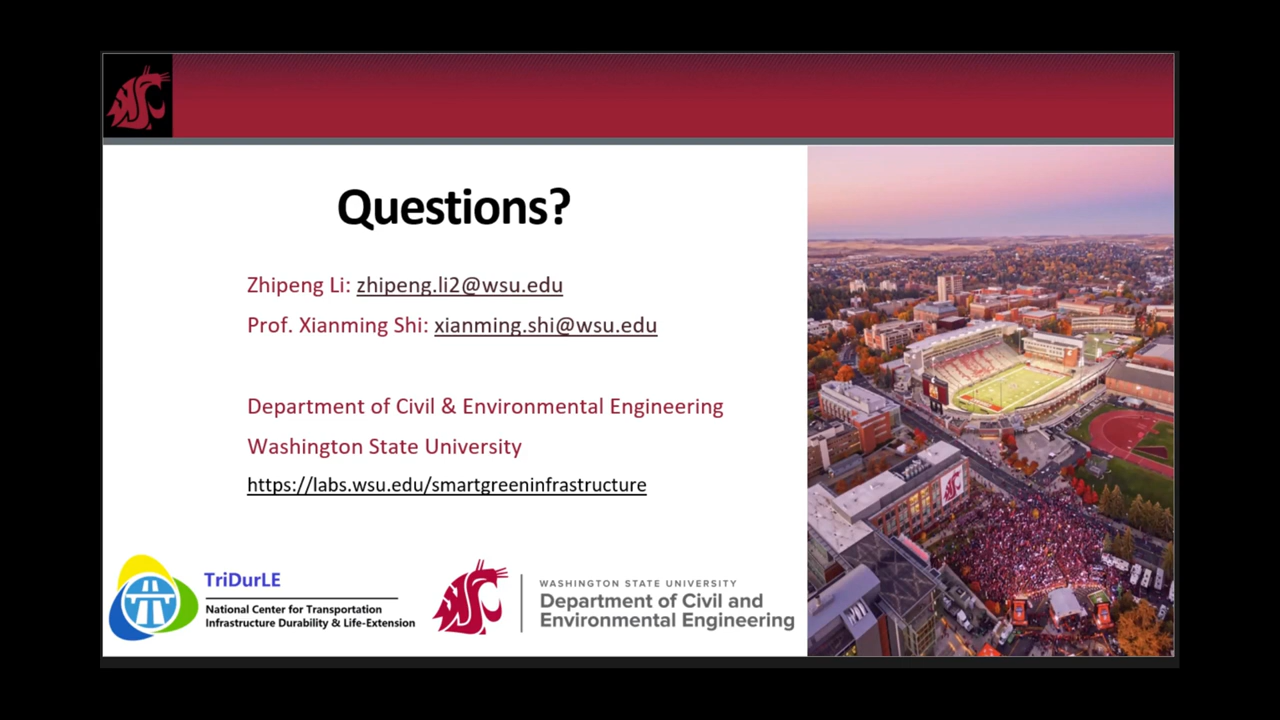 Questions?
Zhipeng Li: zhipeng.li2@wsu.edu
Prof. Xianming Shi: xianming.shi@wsu.edu
Department of Civil & Environmental Engineering
Washington State University
https://labs.wsu.edu/smartgreeninfrastructure
TriDurLE
National Center for Transportation
Infrastructure Durability & Life-Extension
WASHINGTON STATE UNIVERSITY
Department of Civil and
Environmental Engineering